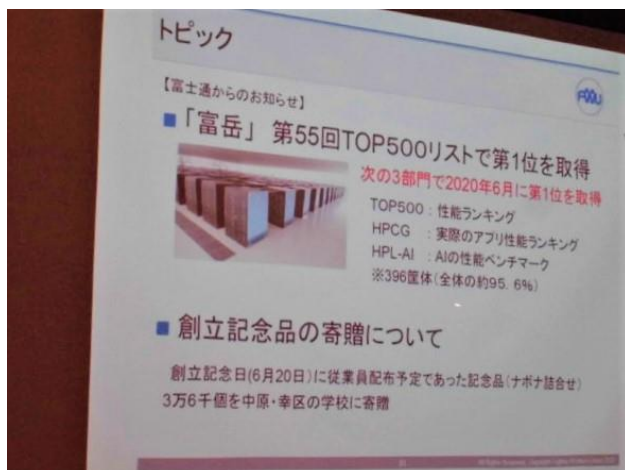 トピック
【富士通からのお知らせ】
■「富岳」 第55回TOP500リストで第1位を取得
次の3部門で2020年6月に第1位を取得
TOP500 : 性能ランキング
HPCG : 実際のアプリ性能ランキング
HPL-AI : AIの性能ベンチマーク
※396筐体(全体の約95. 6%)
■ 創立記念品の寄贈について
創立記念日(6月20日)に従業員配布予定であった記念品(ナボナ詰合せ)
3万6千個を中原・幸区の学校に寄贈